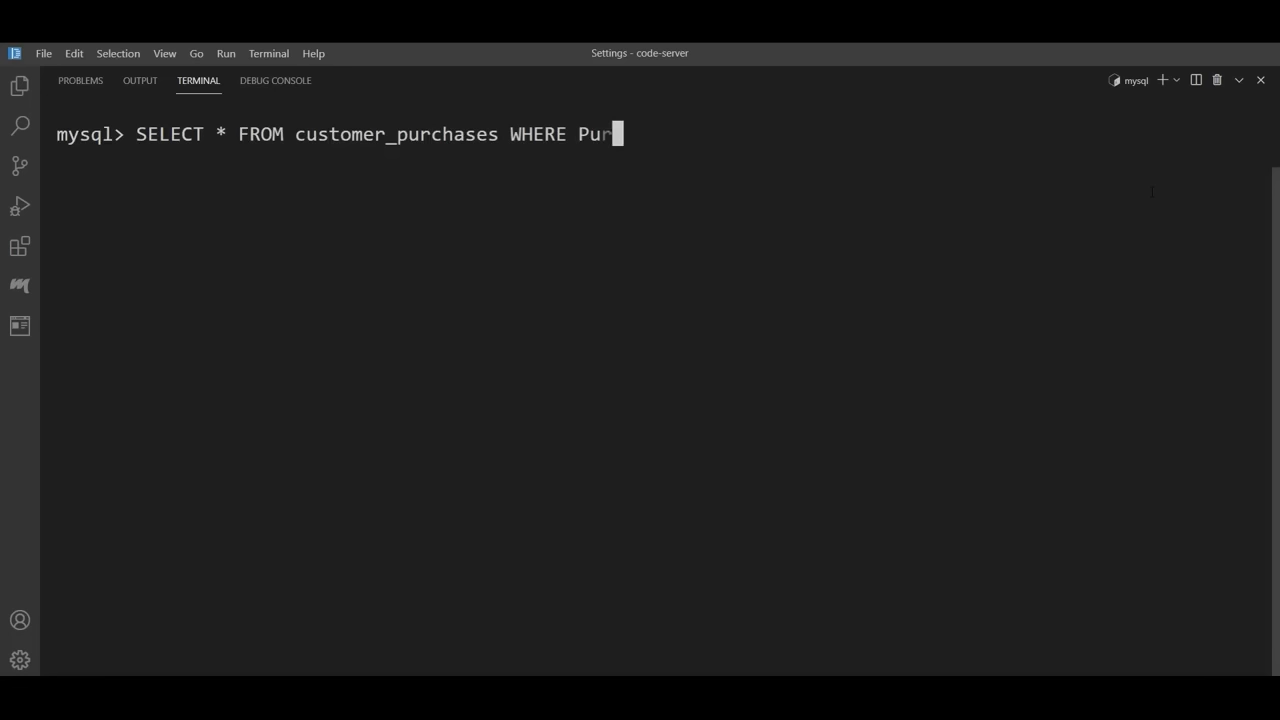 File Edit Selection View Go Run Terminal Help Settings - code-server
PROBLEMS OUTPUT TERMINAL DEBUG CONSOLE mysql
mysql> SELECT * FROM customer_purchases WHERE Pur